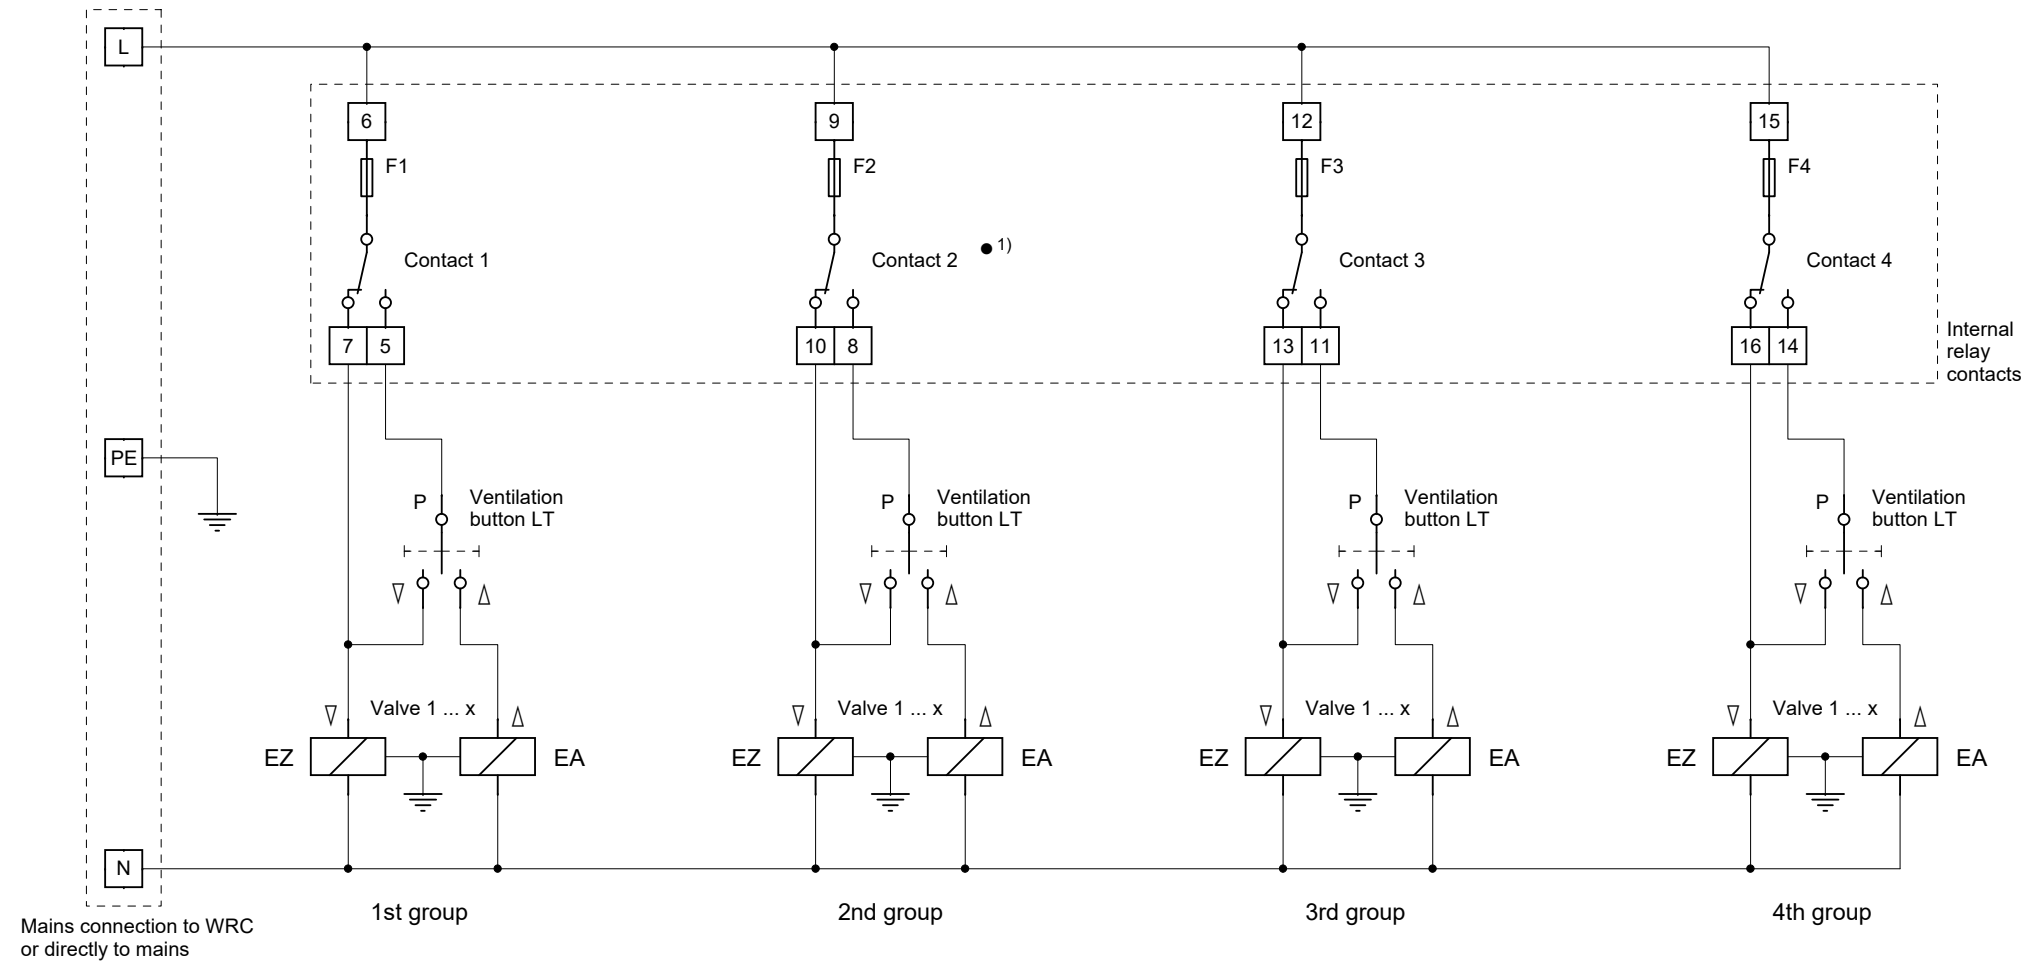 L
6
9
12
15
F1
F2
F3
F4
Contact 1
Contact 2
1)
Contact 3
Contact 4
7 5
10 8
13 11
16 14
Internal
relay
contacts
PE
P
Ventilation
button LT
P
Ventilation
button LT
P
Ventilation
button LT
P
Ventilation
button LT
Valve 1 ... x
Valve 1 ... x
Valve 1 ... x
Valve 1 ... x
EZ
EA
EZ
EA
EZ
EA
EZ
EA
N
1st group
2nd group
3rd group
4th group
Mains connection to WRC
or directly to mains